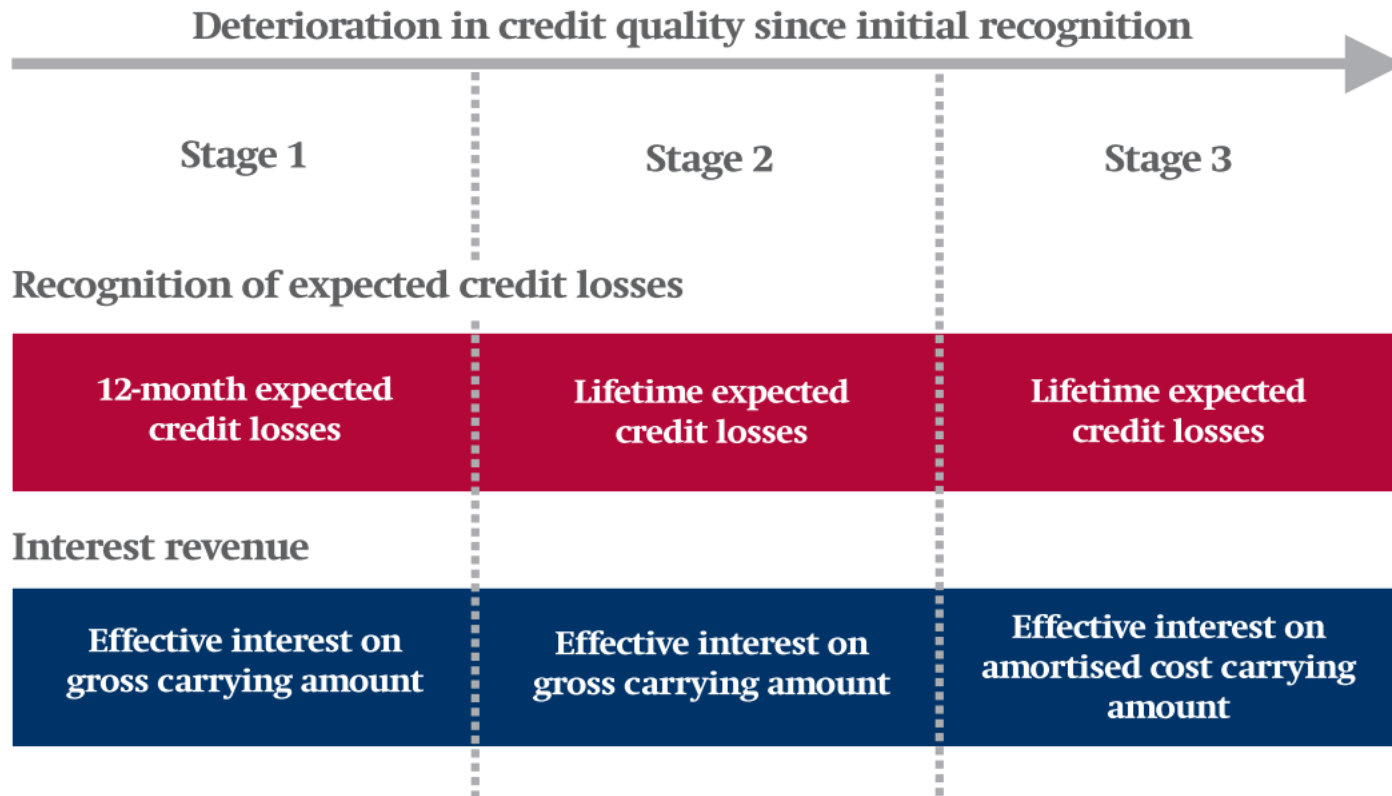 Deterioration in credit quality since initial recognition
Stage 1
Stage 2
Stage 3
Recognition of expected credit losses
12-month expected
credit losses
Lifetime expected
credit losses
Lifetime expected
credit losses
Interest revenue
Effective interest on
gross carrying amount
Effective interest on
gross carrying amount
Effective interest on
amortised cost carrying
amount